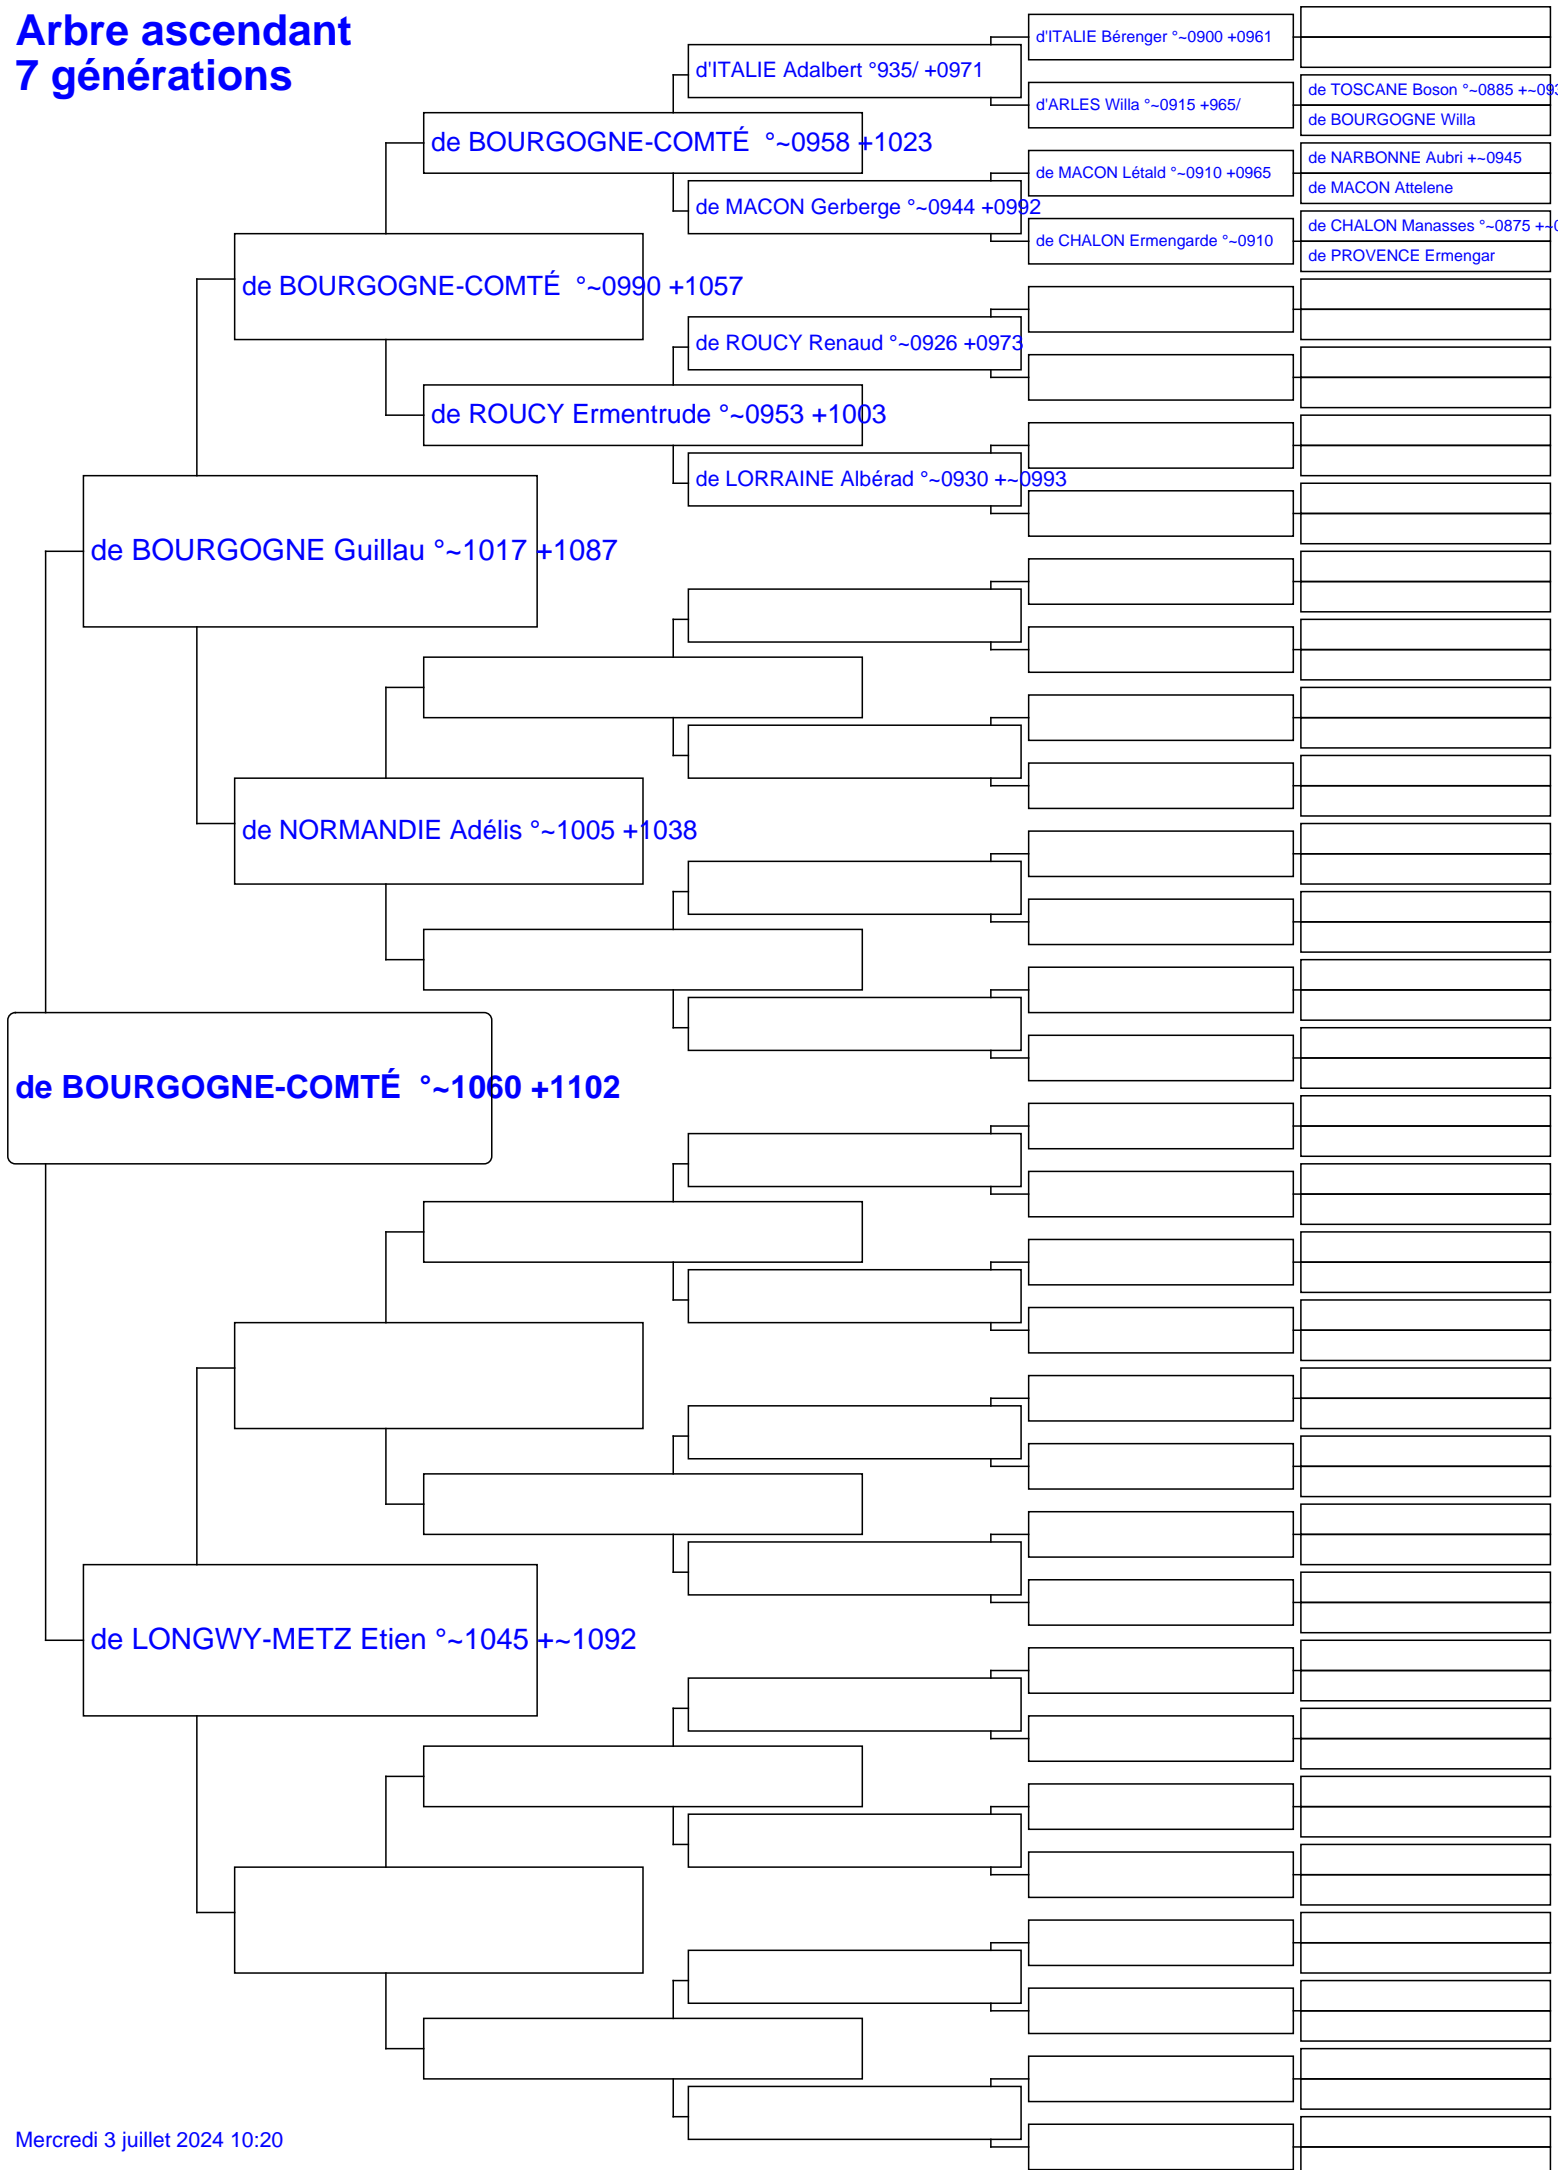 Arbre ascendant
7 générations
d'ITALIE Bérenger °~0900 +0961
d'ITALIE Adalbert °935/ +0971
de TOSCANE Boson °~0885 +~093
d'ARLES Willa °~0915 +965/
de BOURGOGNE Willa
de BOURGOGNE-COMTÉ °~0958 +1023
de NARBONNE Aubri +~0945
de MACON Létald °~0910 +0965
de MACON Attelene
de MACON Gerberge °~0944 +0992
de CHALON Manasses °~0875 +~0
de CHALON Ermengarde °~0910
de PROVENCE Ermengar
de BOURGOGNE-COMTÉ °~0990 +1057
de ROUCY Renaud °~0926 +0973
de ROUCY Ermentrude °~0953 +1003
de LORRAINE Albérad °~0930 +~0993
de BOURGOGNE Guillau °~1017 +1087
de NORMANDIE Adélis °~1005 +1038
de BOURGOGNE-COMTÉ °~1060 +1102
de LONGWY-METZ Etien °~1045 +~1092
Mercredi 3 juillet 2024 10:20